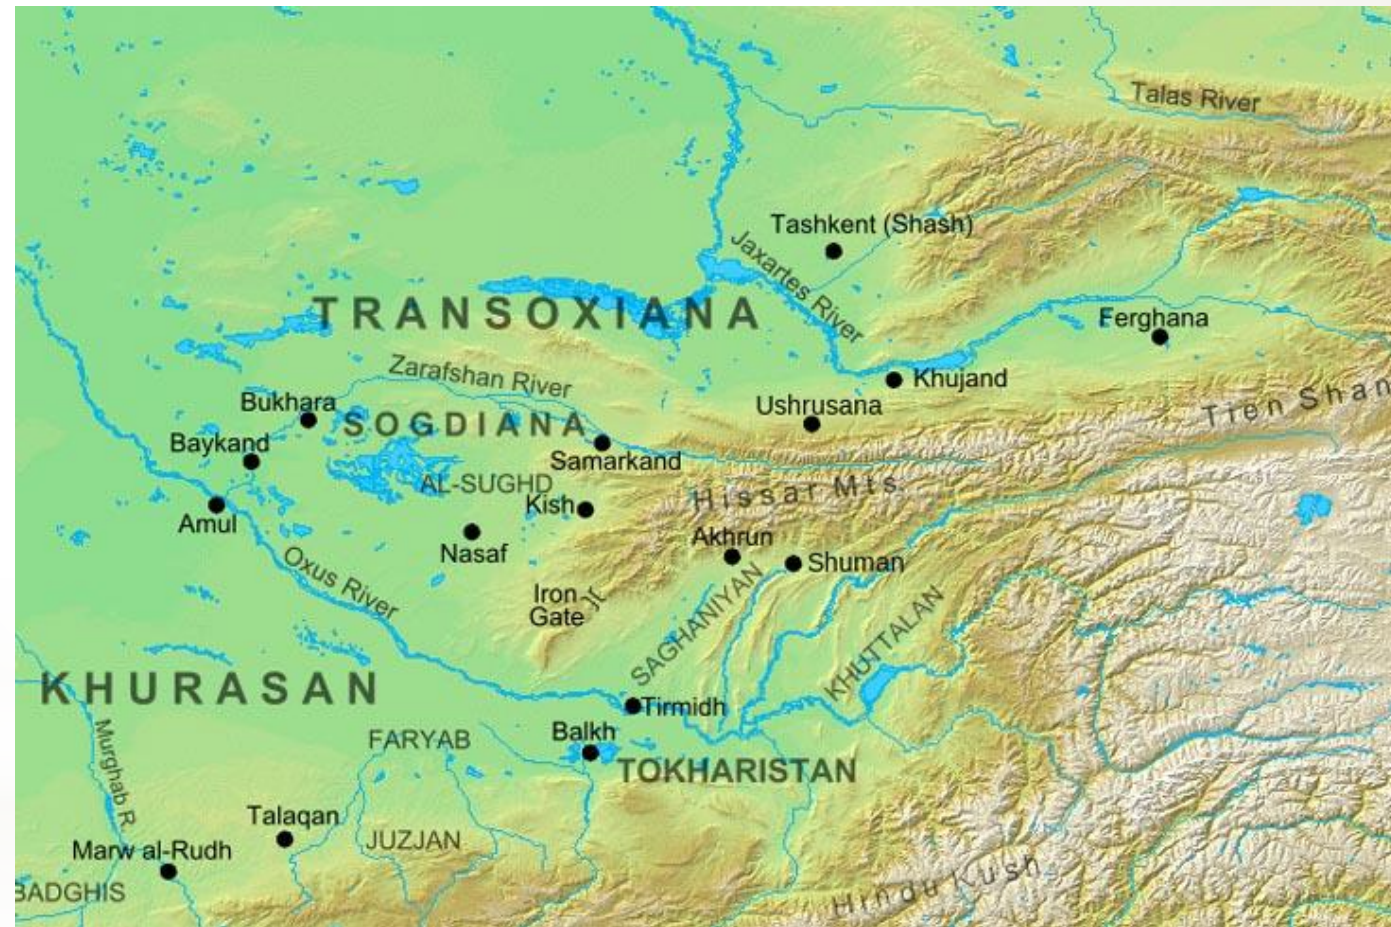 Talas River
Tashkent (Shash)
Jaxartes River
TRANSOXIANA
Ferghana
Zarafshan River
Khujand
Tien Shan
Bukhara
Ushrusana
SOGDIANA
Baykand
Samarkand
AL-SUGHD
Hissar Mts.
Kish
Amul
Nasaf
Akhrun
Shuman
Oxus River
Iron
Gate
SAGHANIYAN
KHUTTALAN
KHURASAN
Tirmidh
Murghab R.
FARYAB
Balkh
TOKHARISTAN
Talaqan
JUZJAN
Marw al-Rudh
BADGHIS
Hindu Kush